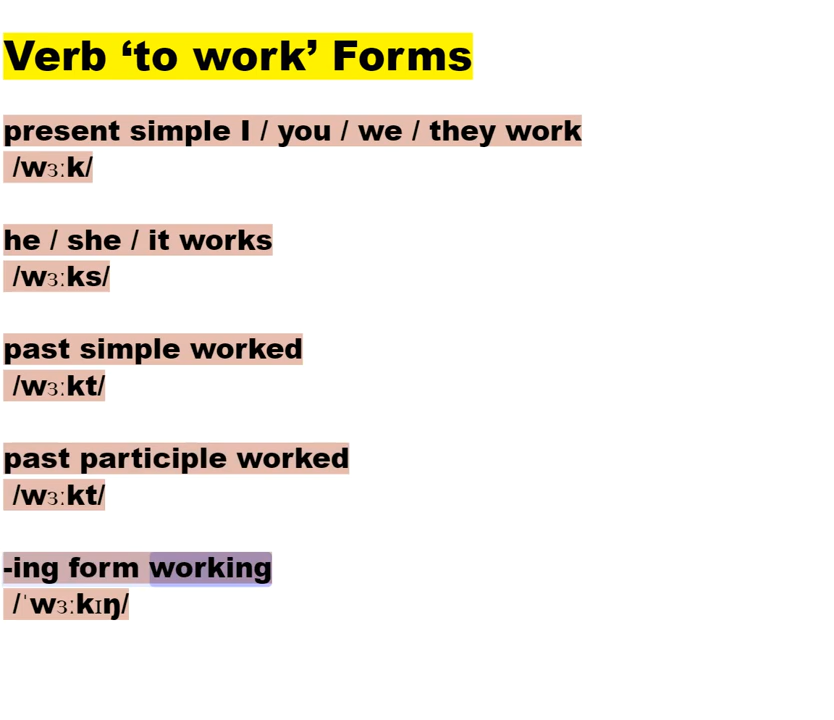 Verb ‘to work’ Forms
present simple I / you / we / they work
/wɜːk/
he / she / it works
/wɜːks/
past simple worked
/wɜːkt/
past participle worked
/wɜːkt/
-ing form working
/ˈwɜːkɪŋ/